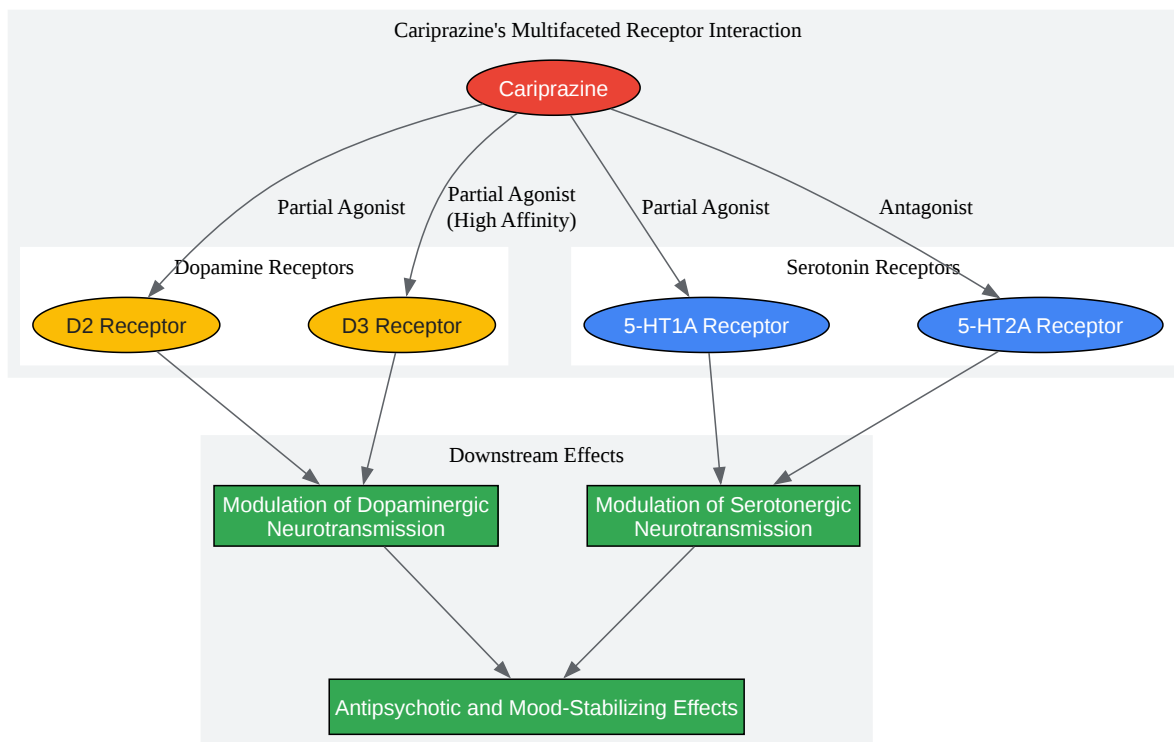 Cariprazine's Multifaceted Receptor Interaction
Cariprazine
Partial Agonist
Partial Agonist
(High Affinity)
Partial Agonist
Antagonist
Dopamine Receptors
Serotonin Receptors
D2 Receptor
D3 Receptor
5-HT1A Receptor
5-HT2A Receptor
Downstream Effects
Modulation of Dopaminergic
Neurotransmission
Modulation of Serotonergic
Neurotransmission
Antipsychotic and Mood-Stabilizing Effects